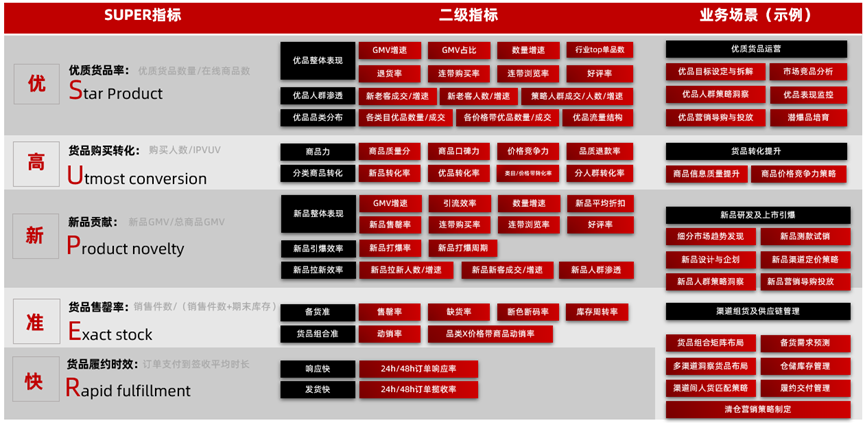 SUPER指标
二级指标
业务场景（示例）
优
优质货品率： 优质货品数量/在线商品数
Star Product
优品整体表现
GMV增速
GMV占比
数量增速
行业top单品数
退货率
连带购买率
连带浏览率
好评率
优品人群渗透
新老客成交/增速
新老客人数/增速
策略人群成交/人数/增速
优品品类分布
各类目优品数量/成交
各价格带优品数量/成交
优品流量结构
优质货品运营
优品目标设定与拆解
市场竞品分析
优品人群策略洞察
优品表现监控
优品营销导购与投放
潜爆品培育
高
货品购买转化： 购买人数/IPVUV
Utmost conversion
商品力
商品质量分
商品口碑力
价格竞争力
品质退款率
分类商品转化
新品转化率
优品转化率
类目/价格带转化率
分人群转化率
货品转化提升
商品信息质量提升
商品价格竞争力策略
新
新品贡献： 新品GMV/总商品GMV
Product novelty
新品整体表现
GMV增速
引流效率
数量增速
新品平均折扣
新品售罄率
连带购买率
连带浏览率
好评率
新品引爆效率
新品打爆率
新品打爆周期
新品拉新效率
新品拉新人数/增速
新品新客成交/增速
新品人群渗透
新品研发及上市引爆
细分市场趋势发现
新品测款试销
新品设计与企划
新品渠道定价策略
新品人群策略洞察
新品营销导购投放
准
货品售罄率： 销售件数/（销售件数+期末库存）
Exact stock
备货准
售罄率
缺货率
断色断码率
库存周转率
货品组合准
动销率
品类X价格带商品动销率
渠道组货及供应链管理
货品组合矩阵布局
备货需求预测
多渠道洞察货品布局
仓储库存管理
渠道间人货匹配策略
履约交付管理
清仓营销策略制定
快
货品履约时效： 订单支付到签收平均时长
Rapid fulfillment
响应快
24h/48h订单响应率
发货快
24h/48h订单揽收率